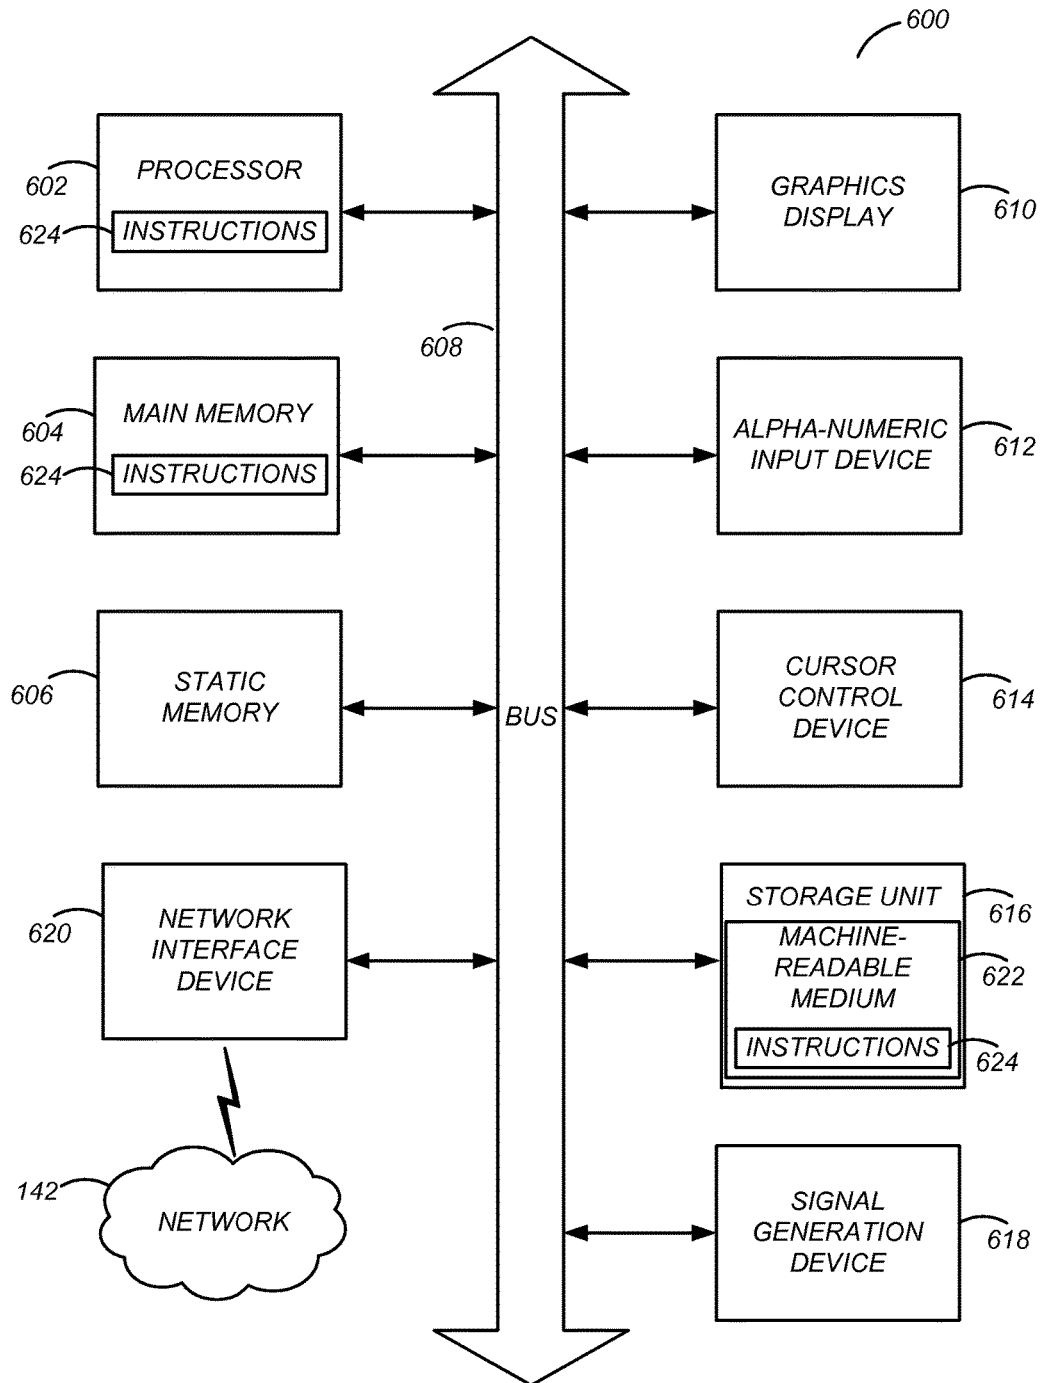 600
PROCESSOR
602
624
INSTRUCTIONS
GRAPHICS
DISPLAY
610
608
MAIN MEMORY
604
624
INSTRUCTIONS
ALPHA-NUMERIC
INPUT DEVICE
612
STATIC
MEMORY
606
BUS
CURSOR
CONTROL
DEVICE
614
NETWORK
INTERFACE
DEVICE
620
STORAGE UNIT
616
MACHINE-
READABLE
MEDIUM
622
INSTRUCTIONS
624
142
NETWORK
SIGNAL
GENERATION
DEVICE
618